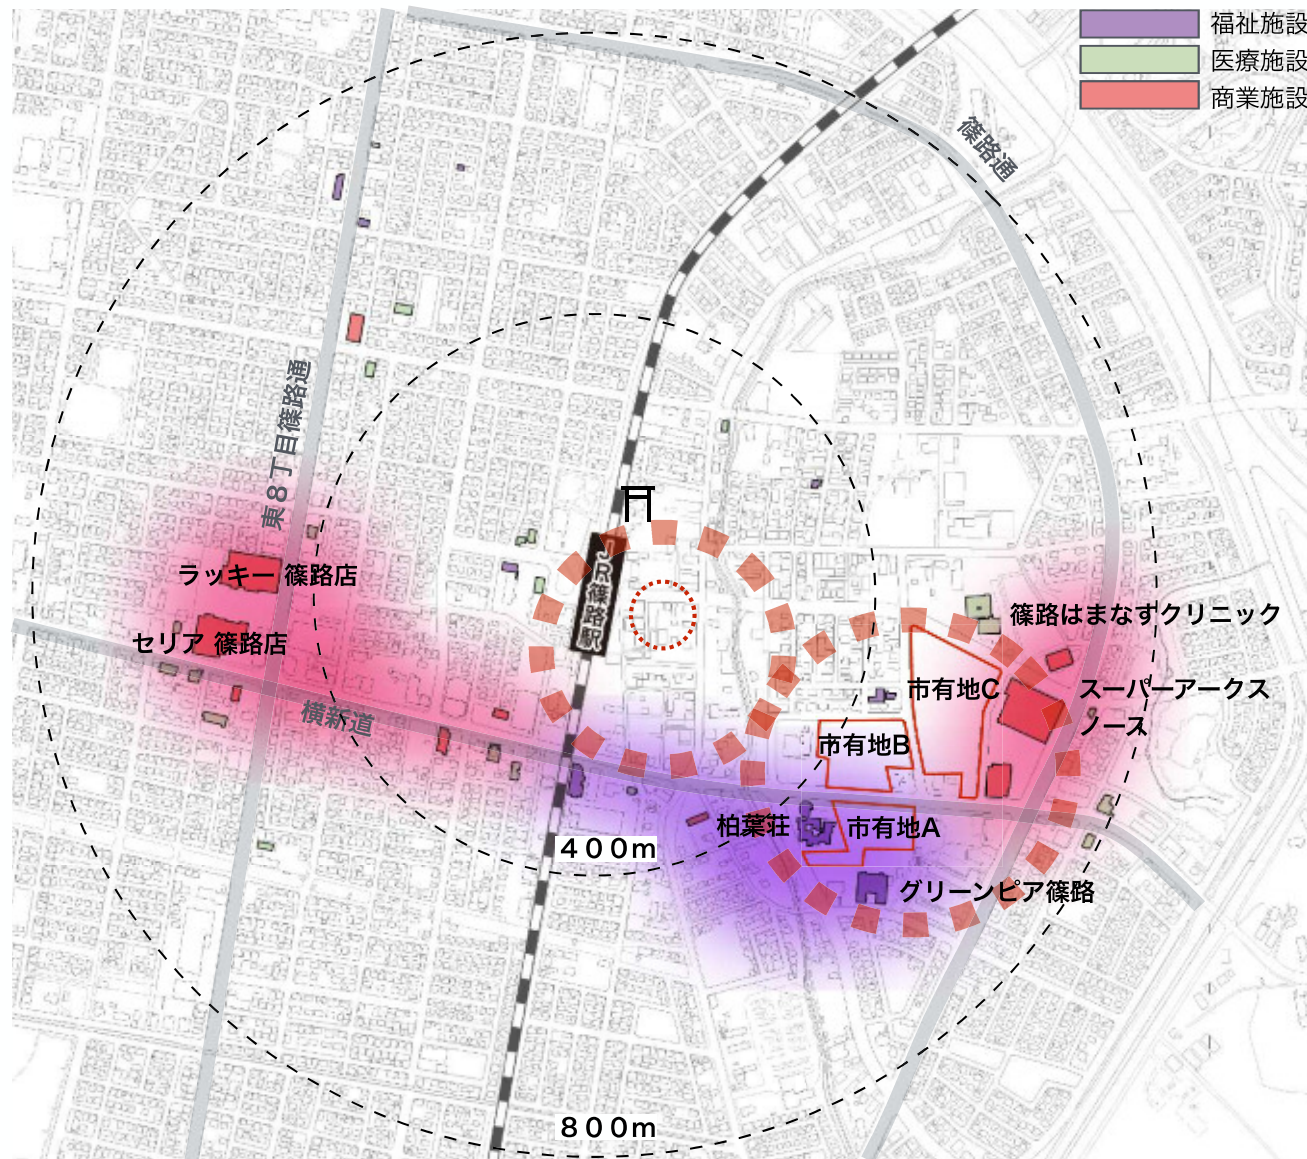 福祉施設
医療施設
商業施設
篠路通
東８丁目篠路通
ＪＲ篠路駅
ラッキー 篠路店
篠路はまなすクリニック
セリア 篠路店
市有地C
スーパーアークス
ノース
横新道
市有地B
柏葉荘
市有地A
４００m
グリーンピア篠路
８００m